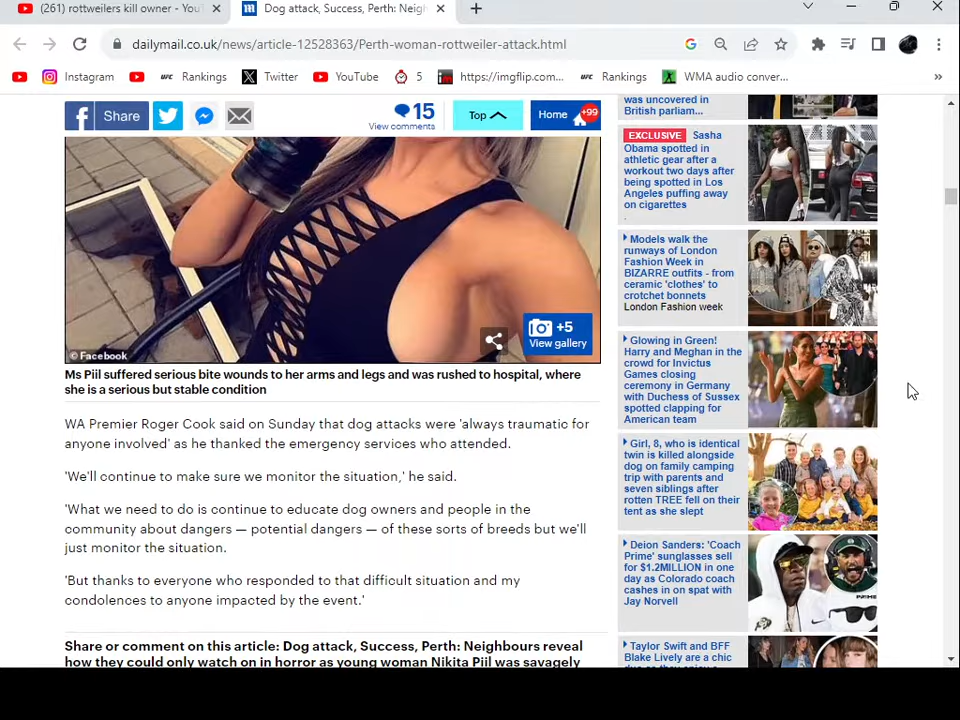 (261) rottweilers kill owner - You
Dog attack, Success, Perth: Neigh
dailymail.co.uk/news/article-12528363/Perth-woman-rottweiler-attack.html
Instagram
UFC Rankings
Twitter
YouTube
5
https://imgflip.com...
UFC Rankings
WMA audio conver...
»
Share
15
View comments
Top
Home
+99
© Facebook
+5
View gallery
Ms Piil suffered serious bite wounds to her arms and legs and was rushed to hospital, where
she is a serious but stable condition
WA Premier Roger Cook said on Sunday that dog attacks were 'always traumatic for
anyone involved' as he thanked the emergency services who attended.
'We'll continue to make sure we monitor the situation,' he said.
'What we need to do is continue to educate dog owners and people in the
community about dangers — potential dangers — of these sorts of breeds but we'll
just monitor the situation.
'But thanks to everyone who responded to that difficult situation and my
condolences to anyone impacted by the event.'
Share or comment on this article: Dog attack, Success, Perth: Neighbours reveal
how they could only watch on in horror as young woman Nikita Piil was savagely
was uncovered in
British parliam...
EXCLUSIVE Sasha
Obama spotted in
athletic gear after a
workout two days after
being spotted in Los
Angeles puffing away
on cigarettes
.
Models walk the
runways of London
Fashion Week in
BIZARRE outfits - from
ceramic 'clothes' to
crotchet bonnets
London Fashion week
Glowing in Green!
Harry and Meghan in the
crowd for Invictus
Games closing
ceremony in Germany
with Duchess of Sussex
spotted clapping for
American team
Girl, 8, who is identical
twin is killed alongside
dog on family camping
trip with parents and
seven siblings after
rotten TREE fell on their
tent as she slept
Deion Sanders: 'Coach
Prime' sunglasses sell
for $1.2MILLION in one
day as Colorado coach
cashes in on spat with
Jay Norvell
Taylor Swift and BFF
Blake Lively are a chic